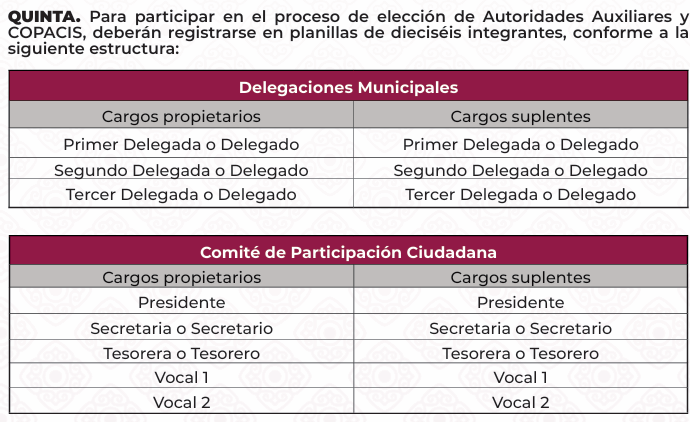 QUINTA. Para participar en el proceso de elección de Autoridades Auxiliares y
COPACIS, deberán registrarse en planillas de dieciséis integrantes, conforme a la
siguiente estructura:
Delegaciones Municipales
Cargos propietarios Cargos suplentes
Primer Delegada o Delegado Primer Delegada o Delegado
Segundo Delegada o Delegado Segundo Delegada o Delegado
Tercer Delegada o Delegado Tercer Delegada o Delegado
Comité de Participación Ciudadana
Cargos propietarios Cargos suplentes
Presidente Presidente
Secretaria o Secretario Secretaria o Secretario
Tesorera o Tesorero Tesorera o Tesorero
Vocal 1 Vocal 1
Vocal 2 Vocal 2